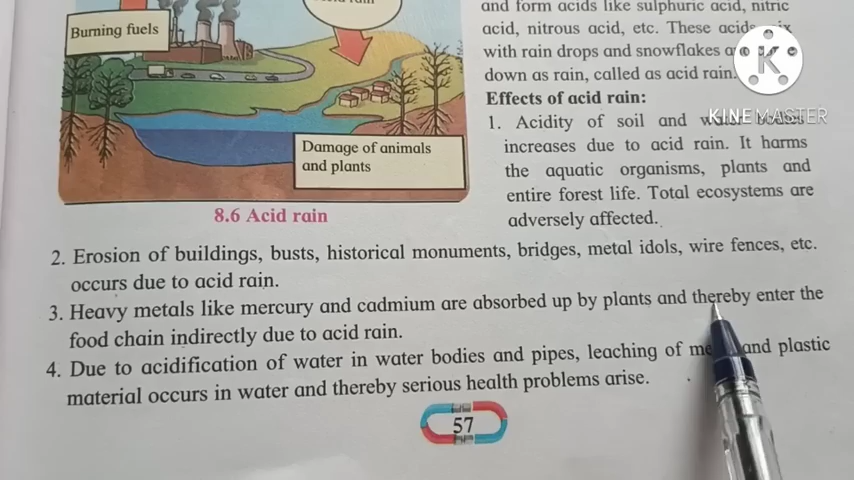 Burning fuels
Damage of animals
and plants
8.6 Acid rain
and form acids like sulphuric acid, nitric
acid, nitrous acid, etc. These acids mix
with rain drops and snowflakes
down as rain, called as acid rain.
Effects of acid rain:
1. Acidity of soil and water bodies
increases due to acid rain. It harms
the aquatic organisms, plants and
entire forest life. Total ecosystems are
adversely affected.
2. Erosion of buildings, busts, historical monuments, bridges, metal idols, wire fences, etc.
occurs due to acid rain.
3. Heavy metals like mercury and cadmium are absorbed up by plants and thereby enter the
food chain indirectly due to acid rain.
4. Due to acidification of water in water bodies and pipes, leaching of and plastic
material occurs in water and thereby serious health problems arise.
57
K
KINEMASTER